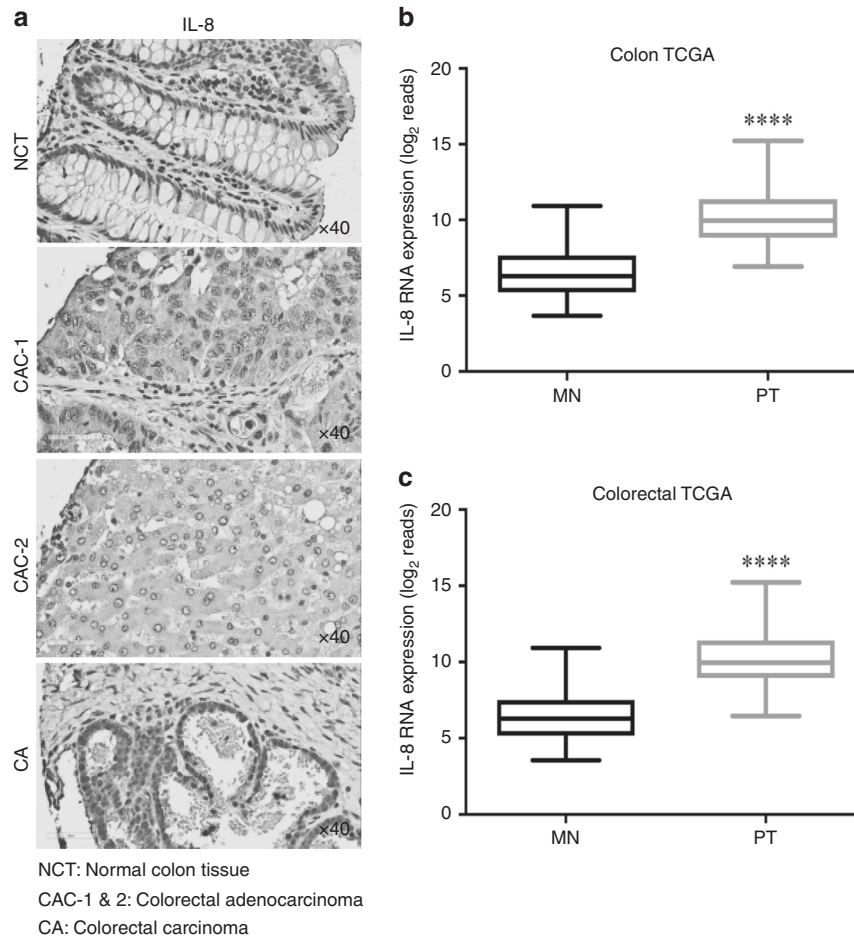 a
IL-8
NCT
×40
CAC-1
×40
CAC-2
×40
CA
×40
NCT: Normal colon tissue
CAC-1 & 2: Colorectal adenocarcinoma
CA: Colorectal carcinoma
b
Colon TCGA
IL-8 RNA expression (log₂ reads)
20
15
10
5
0
****
MN
PT
c
Colorectal TCGA
IL-8 RNA expression (log₂ reads)
20
15
10
5
0
****
MN
PT